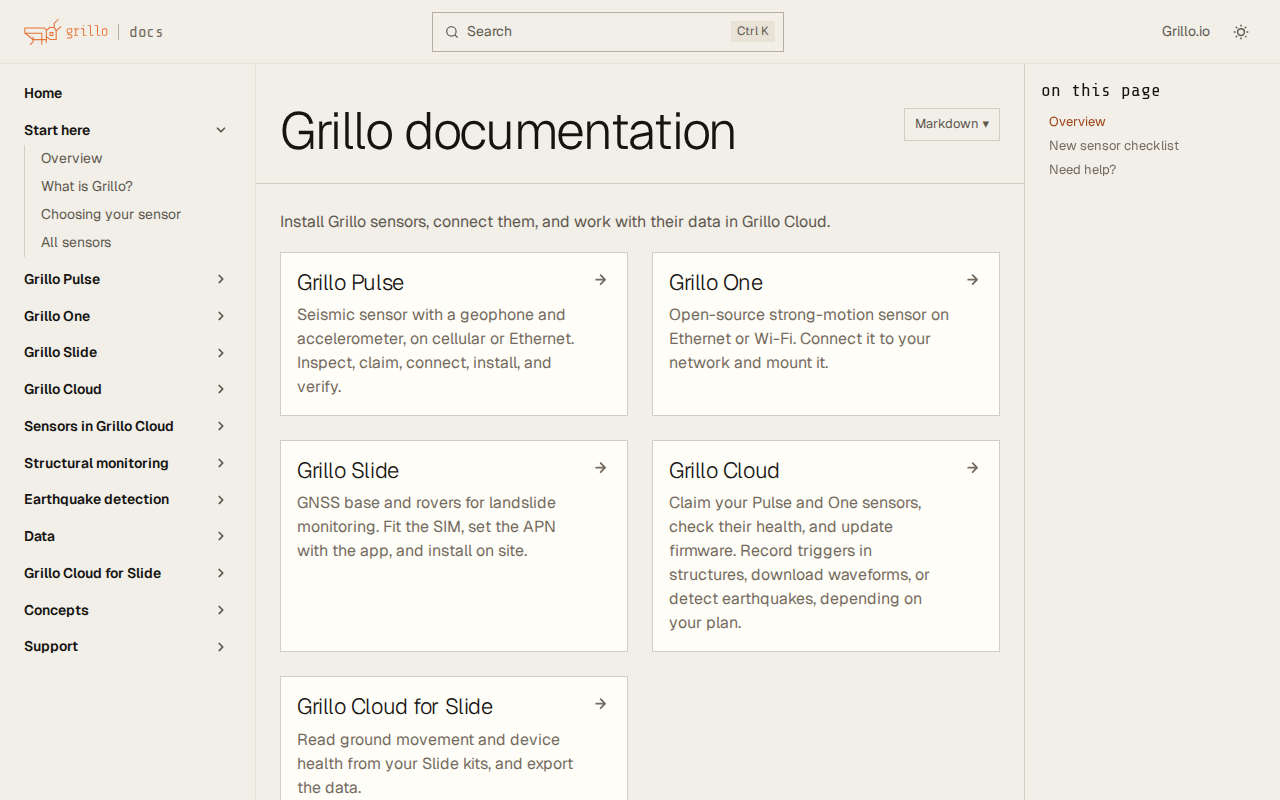 grillo | docs
Search
Ctrl K
Grillo.io
Home
Start here
Overview
What is Grillo?
Choosing your sensor
All sensors
Grillo Pulse
Grillo One
Grillo Slide
Grillo Cloud
Sensors in Grillo Cloud
Structural monitoring
Earthquake detection
Data
Grillo Cloud for Slide
Concepts
Support
Grillo documentation
Markdown ▾
Install Grillo sensors, connect them, and work with their data in Grillo Cloud.
Grillo Pulse
Seismic sensor with a geophone and
accelerometer, on cellular or Ethernet.
Inspect, claim, connect, install, and
verify.
Grillo One
Open-source strong-motion sensor on
Ethernet or Wi-Fi. Connect it to your
network and mount it.
Grillo Slide
GNSS base and rovers for landslide
monitoring. Fit the SIM, set the APN
with the app, and install on site.
Grillo Cloud
Claim your Pulse and One sensors,
check their health, and update
firmware. Record triggers in
structures, download waveforms, or
detect earthquakes, depending on
your plan.
Grillo Cloud for Slide
Read ground movement and device
health from your Slide kits, and export
the data.
on this page
Overview
New sensor checklist
Need help?